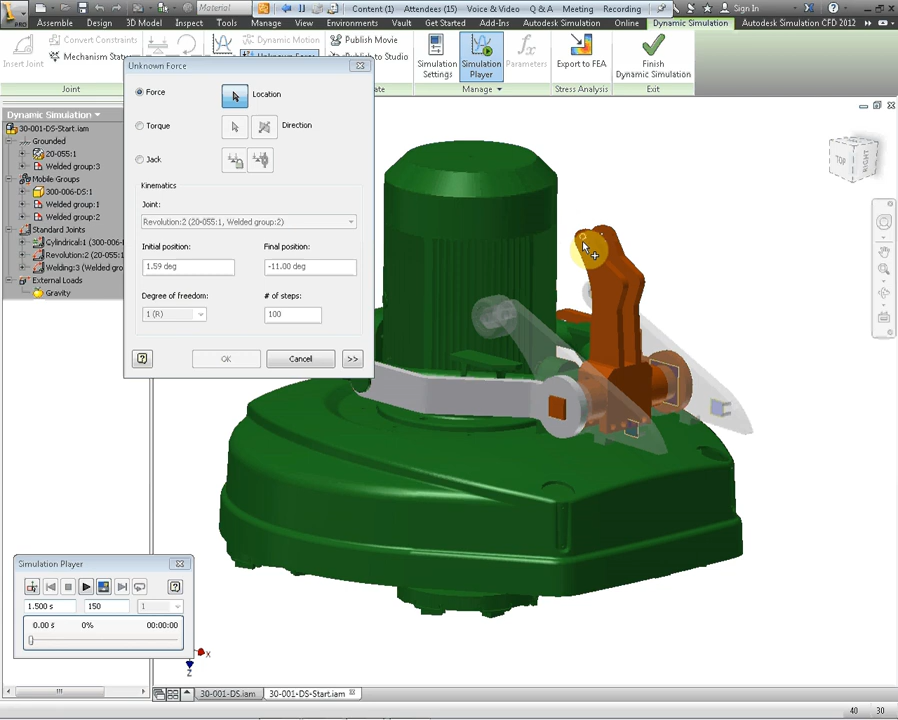 Material
Content (1) Attendees (15) Voice & Video Q & A Meeting Recording
Sign In
PRO
Assembly Design 3D Model Inspect Tools Manage View Environments Vault Get Started Add-Ins Autodesk Simulation Online Dynamic Simulation Autodesk Simulation CFD 2012
Insert Joint
Convert Constraints
Mechanism Status
Joint
Dynamic Motion
Unknown Force
Publish Movie
Publish to Studio
Simulation Settings
Simulation Player
Parameters
Manage
Export to FEA
Stress Analysis
Finish Dynamic Simulation
Exit
Dynamic Simulation
30-001-DS-Start.iam
Grounded
20-055:1
Welded group:3
Mobile Groups
300-006-DS:1
Welded group:1
Welded group:2
Standard Joints
Cylindrical:1 (300-006
Revolution:2 (20-055:1
Welding:3 (Welded
External Loads
Gravity
Unknown Force
Force
Location
Torque
Direction
Jack
Kinematics
Joint:
Revolution:2 (20-055:1, Welded group:2)
Initial position:
Final position:
1.59 deg
-11.00 deg
Degree of freedom:
# of steps:
1 (R)
100
OK
Cancel
>>
TOP
RIGHT
Simulation Player
1.500 s
150
1
0.00 s
0%
00:00:00
X
Z
30-001-DS.iam
30-001-DS-Start.iam
40 30